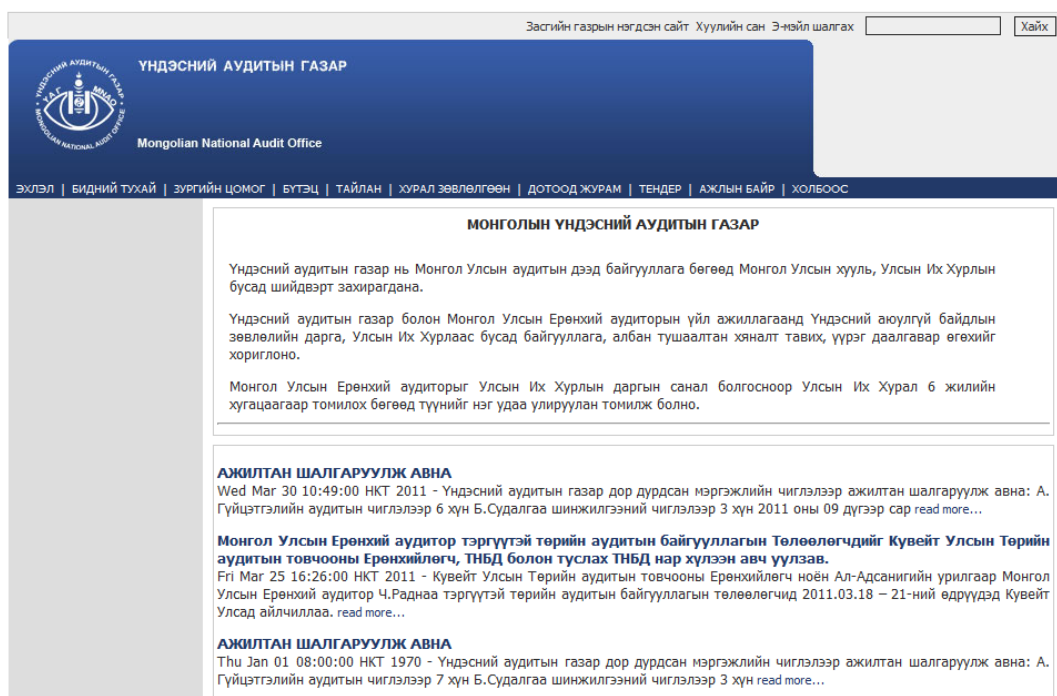 Засгийн газрын нэгдсэн сайт Хуулийн сан Э-мэйл шалгах Хайх
ҮНДЭСНИЙ АУДИТЫН ГАЗАР
ҮНДЭСНИЙ АУДИТЫН ГАЗАР
ҮАГ MNAO
MONGOLIAN NATIONAL AUDIT OFFICE
Mongolian National Audit Office
ЭХЛЭЛ | БИДНИЙ ТУХАЙ | ЗУРГИЙН ЦОМОГ | БҮТЭЦ | ТАЙЛАН | ХУРАЛ ЗӨВЛӨЛГӨӨН | ДОТООД ЖУРАМ | ТЕНДЕР | АЖЛЫН БАЙР | ХОЛБООС
МОНГОЛЫН ҮНДЭСНИЙ АУДИТЫН ГАЗАР
Үндэсний аудитын газар нь Монгол Улсын аудитын дээд байгууллага бөгөөд Монгол Улсын хууль, Улсын Их Хурлын
бусад шийдвэрт захирагдана.
Үндэсний аудитын газар болон Монгол Улсын Ерөнхий аудиторын үйл ажиллагаанд Үндэсний аюулгүй байдлын
зөвлөлийн дарга, Улсын Их Хурлаас бусад байгууллага, албан тушаалтан хяналт тавих, үүрэг даалгавар өгөхийг
хориглоно.
Монгол Улсын Ерөнхий аудиторыг Улсын Их Хурлын даргын санал болгосноор Улсын Их Хурал 6 жилийн
хугацаагаар томилох бөгөөд түүнийг нэг удаа улируулан томилж болно.
АЖИЛТАН ШАЛГАРУУЛЖ АВНА
Wed Mar 30 10:49:00 HKT 2011 - Үндэсний аудитын газар дор дурдсан мэргэжлийн чиглэлээр ажилтан шалгаруулж авна: А.
Гүйцэтгэлийн аудитын чиглэлээр 6 хүн Б.Судалгаа шинжилгээний чиглэлээр 3 хүн 2011 оны 09 дүгээр сар read more...
Монгол Улсын Ерөнхий аудитор тэргүүтэй төрийн аудитын байгууллагын Төлөөлөгчдийг Кувейт Улсын Төрийн
аудитын товчооны Ерөнхийлөгч, ТНБД болон туслах ТНБД нар хүлээн авч уулзав.
Fri Mar 25 16:26:00 HKT 2011 - Кувейт Улсын Төрийн аудитын товчооны Ерөнхийлөгч ноён Ал-Адсанигийн урилгаар Монгол
Улсын Ерөнхий аудитор Ч.Раднаа тэргүүтэй төрийн аудитын байгууллагын төлөөлөгчид 2011.03.18 – 21-ний өдрүүдэд Кувейт
Улсад айлчиллаа. read more...
АЖИЛТАН ШАЛГАРУУЛЖ АВНА
Thu Jan 01 08:00:00 HKT 1970 - Үндэсний аудитын газар дор дурдсан мэргэжлийн чиглэлээр ажилтан шалгаруулж авна: А.
Гүйцэтгэлийн аудитын чиглэлээр 7 хүн Б.Судалгаа шинжилгээний чиглэлээр 3 хүн read more...